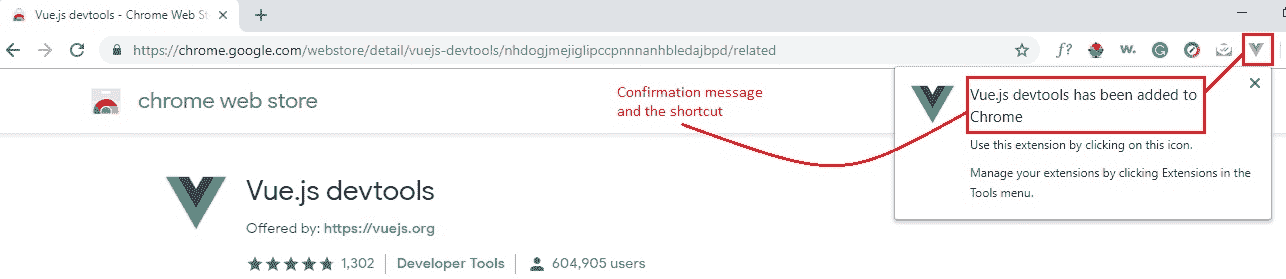 Vue.js devtools - Chrome Web St
https://chrome.google.com/webstore/detail/vuejs-devtools/nhdogjmejiglipccpnnnanhbledajbpd/related
f?
w.
G
chrome web store
Confirmation message
and the shortcut
Vue.js devtools has been added to
Chrome
Use this extension by clicking on this icon.
Manage your extensions by clicking Extensions in the
Tools menu.
Vue.js devtools
Offered by: https://vuejs.org
1,302
Developer Tools
604,905 users